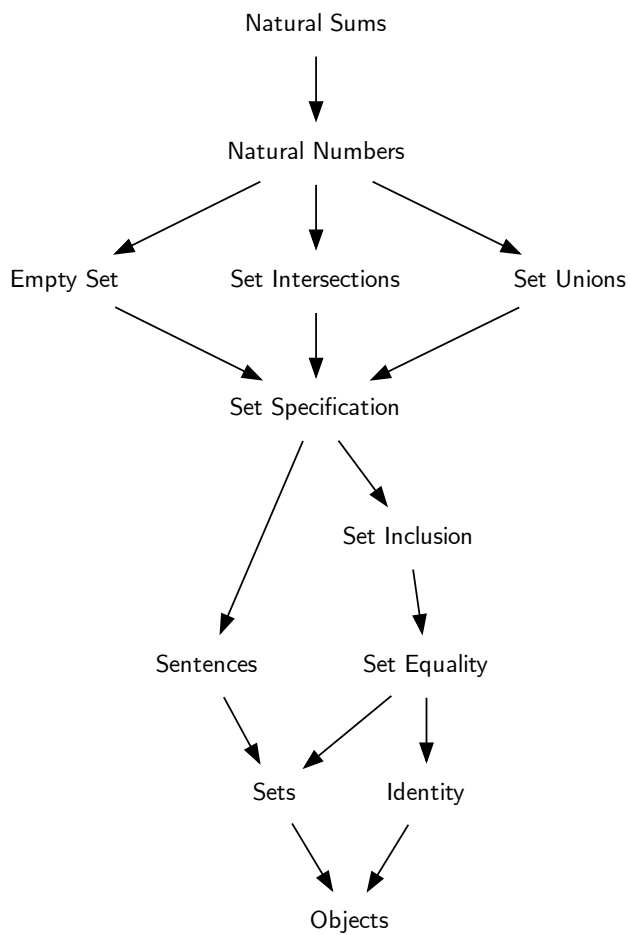 Natural Sums
Natural Numbers
Empty Set
Set Intersections
Set Unions
Set Specification
Set Inclusion
Sentences
Set Equality
Sets
Identity
Objects